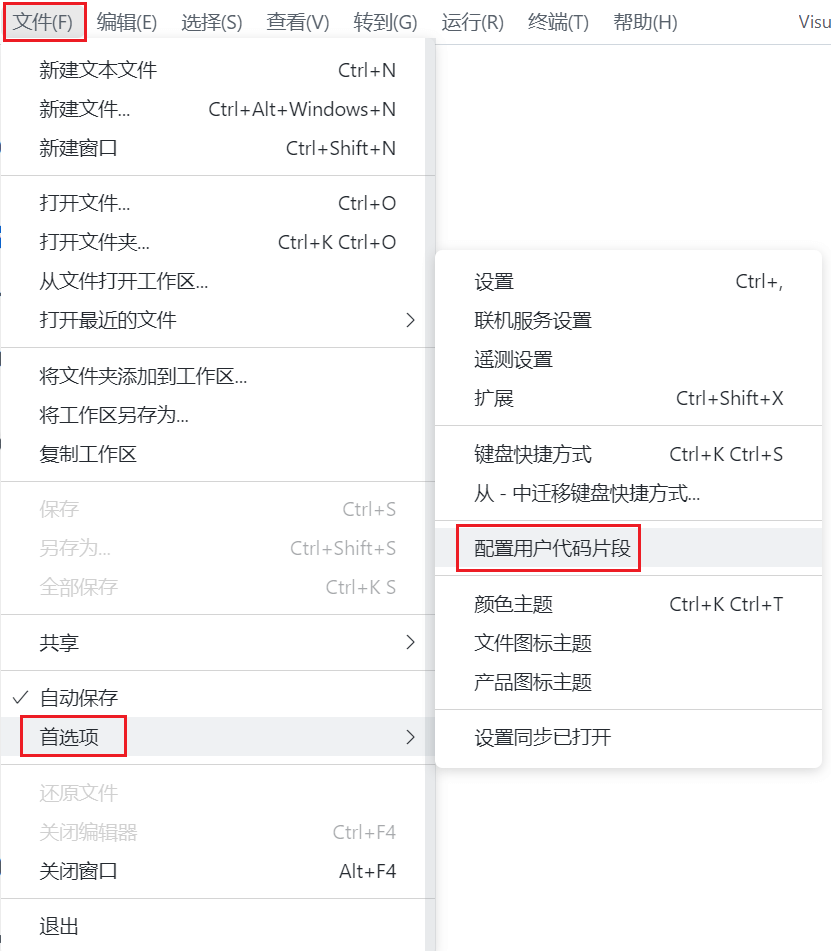 文件(F) 编辑(E) 选择(S) 查看(V) 转到(G) 运行(R) 终端(T) 帮助(H) Visu
新建文本文件 Ctrl+N
新建文件... Ctrl+Alt+Windows+N
新建窗口 Ctrl+Shift+N
打开文件... Ctrl+O
打开文件夹... Ctrl+K Ctrl+O
从文件打开工作区...
打开最近的文件
将文件夹添加到工作区...
将工作区另存为...
复制工作区
保存 Ctrl+S
另存为... Ctrl+Shift+S
全部保存 Ctrl+K S
共享
自动保存
首选项
还原文件
关闭编辑器 Ctrl+F4
关闭窗口 Alt+F4
退出
设置 Ctrl+,
联机服务设置
遥测设置
扩展 Ctrl+Shift+X
键盘快捷方式 Ctrl+K Ctrl+S
从 - 中迁移键盘快捷方式...
配置用户代码片段
颜色主题 Ctrl+K Ctrl+T
文件图标主题
产品图标主题
设置同步已打开